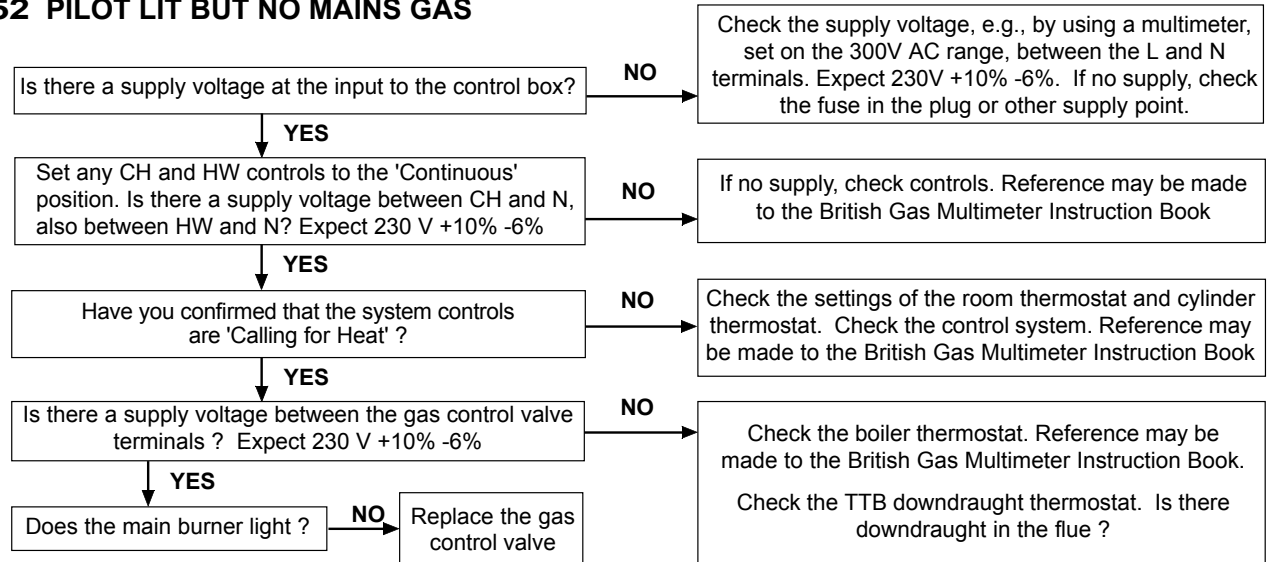 52 PILOT LIT BUT NO MAINS GAS
Is there a supply voltage at the input to the control box?
NO
Check the supply voltage, e.g., by using a multimeter,
set on the 300V AC range, between the L and N
terminals. Expect 230V +10% -6%. If no supply, check
the fuse in the plug or other supply point.
YES
Set any CH and HW controls to the 'Continuous'
position. Is there a supply voltage between CH and N,
also between HW and N? Expect 230 V +10% -6%
NO
If no supply, check controls. Reference may be made
to the British Gas Multimeter Instruction Book
YES
Have you confirmed that the system controls
are 'Calling for Heat' ?
NO
Check the settings of the room thermostat and cylinder
thermostat. Check the control system. Reference may
be made to the British Gas Multimeter Instruction Book
YES
Is there a supply voltage between the gas control valve
terminals ? Expect 230 V +10% -6%
NO
Check the boiler thermostat. Reference may be
made to the British Gas Multimeter Instruction Book.
Check the TTB downdraught thermostat. Is there
downdraught in the flue ?
YES
Does the main burner light ?
NO
Replace the gas
control valve